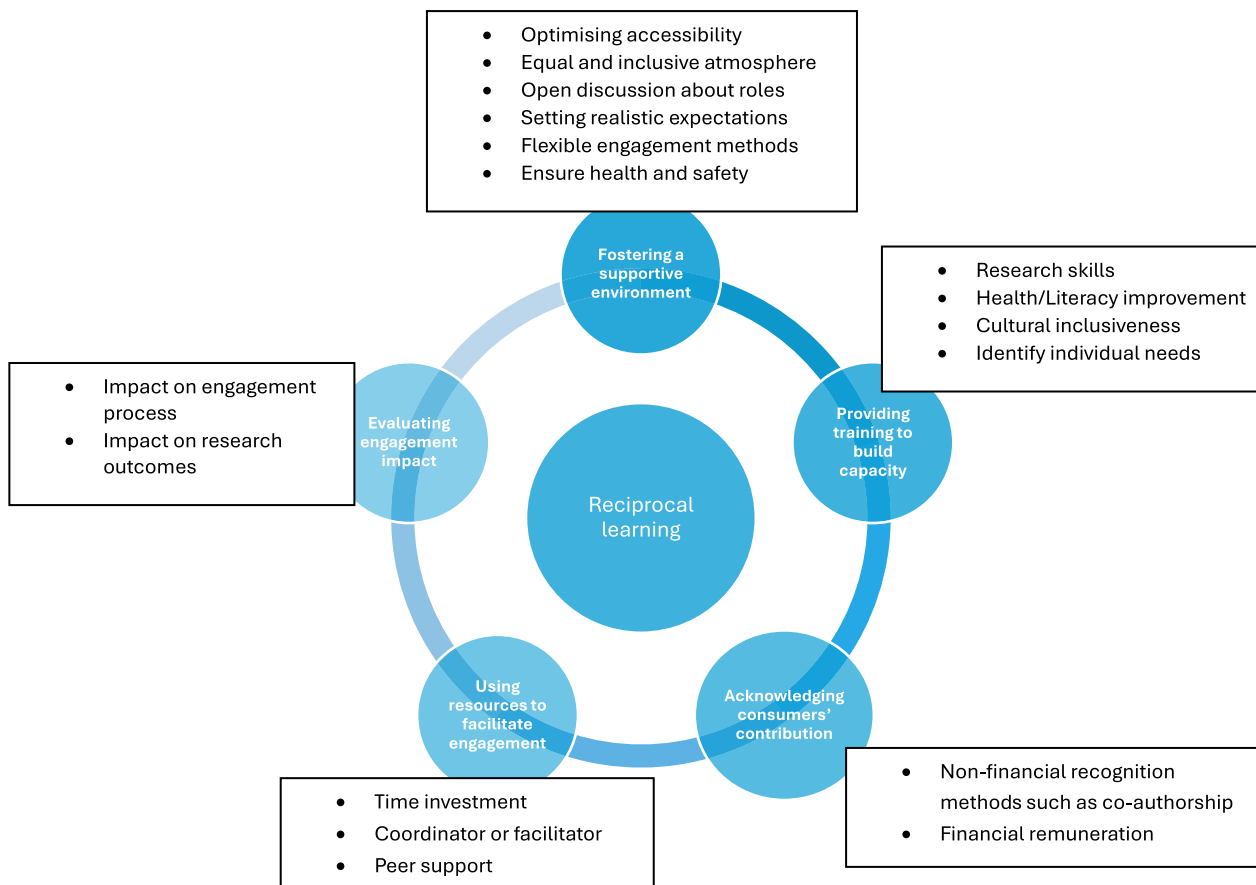 • Optimising accessibility
• Equal and inclusive atmosphere
• Open discussion about roles
• Setting realistic expectations
• Flexible engagement methods
• Ensure health and safety
Fostering a
supportive
environment
• Research skills
• Health/Literacy improvement
• Cultural inclusiveness
• Identify individual needs
Providing
training to
build
capacity
• Impact on engagement
process
• Impact on research
outcomes
Evaluating
engagement
impact
Reciprocal
learning
Using
resources to
facilitate
engagement
• Time investment
• Coordinator or facilitator
• Peer support
Acknowledging
consumers’
contribution
• Non-financial recognition
methods such as co-authorship
• Financial remuneration